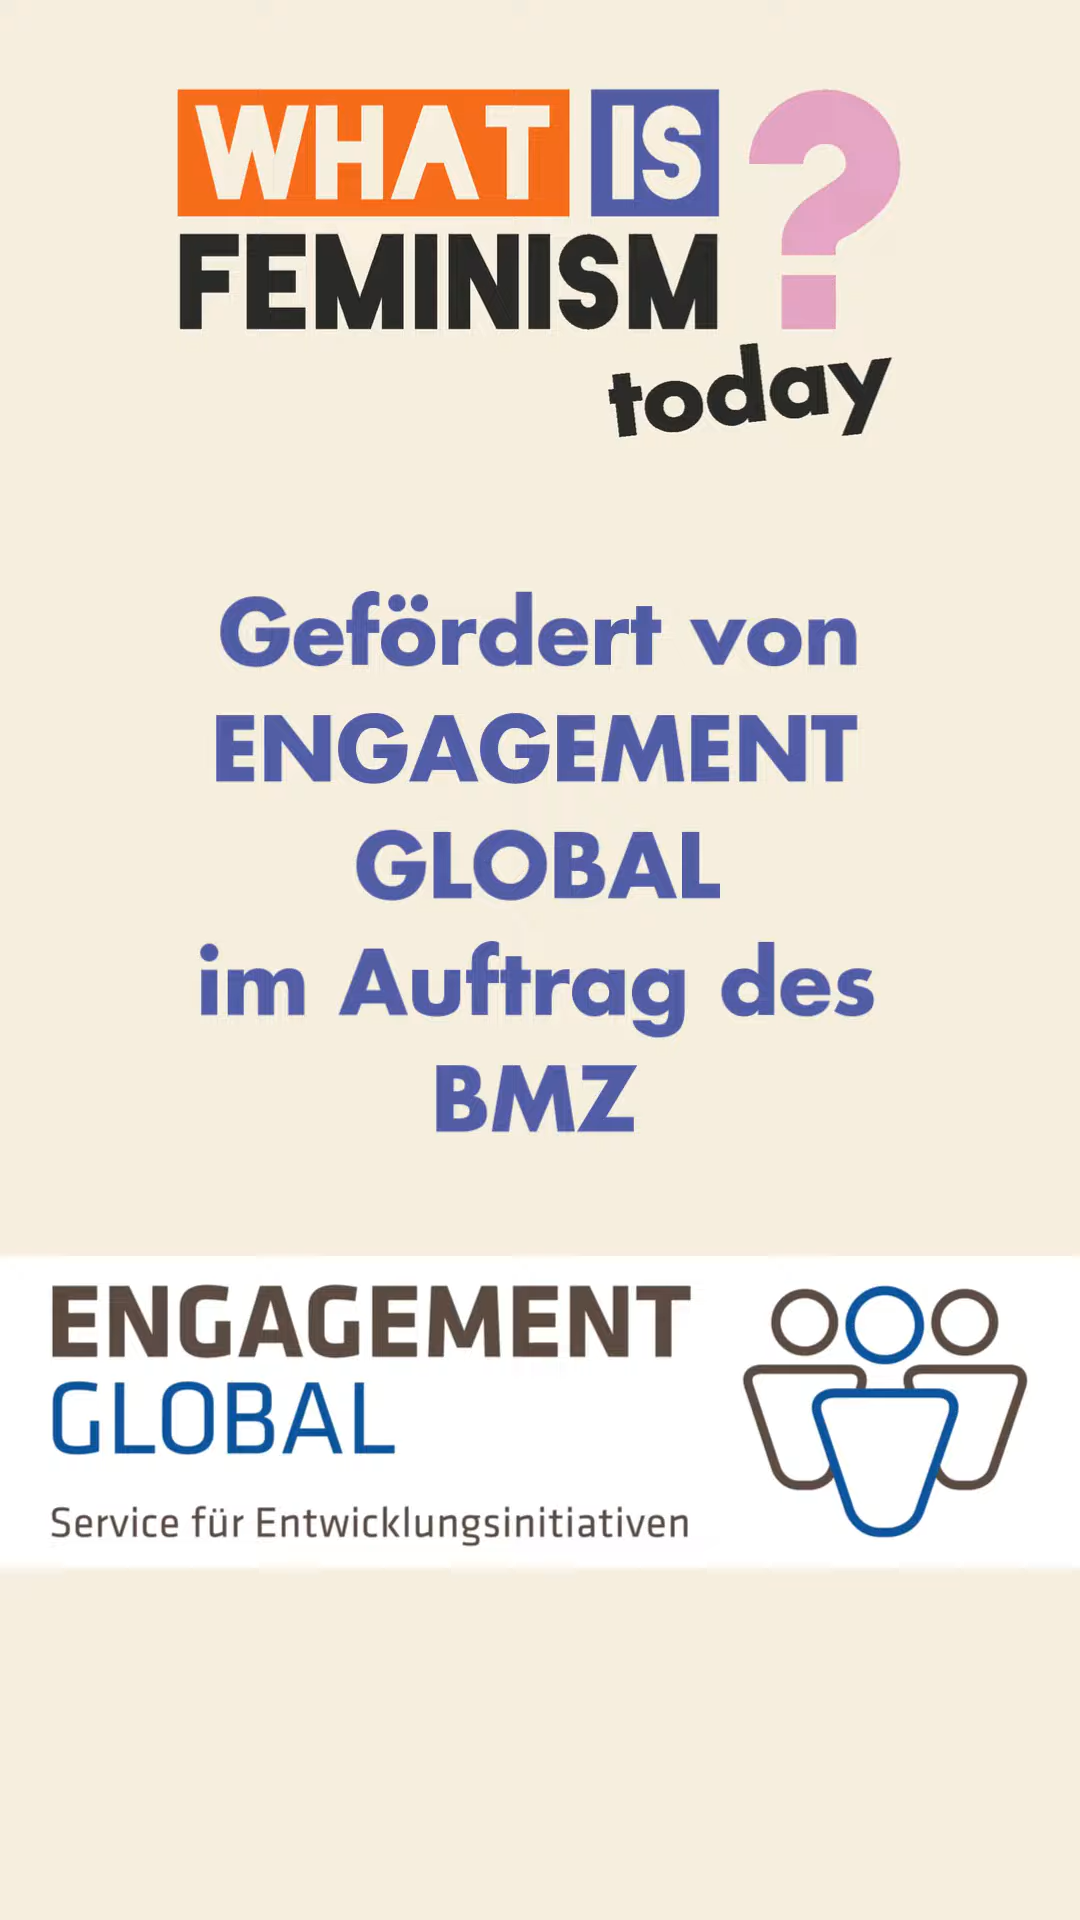 WHAT IS
FEMINISM?
today
Gefördert von
ENGAGEMENT
GLOBAL
im Auftrag des
BMZ
ENGAGEMENT
GLOBAL
Service für Entwicklungsinitiativen